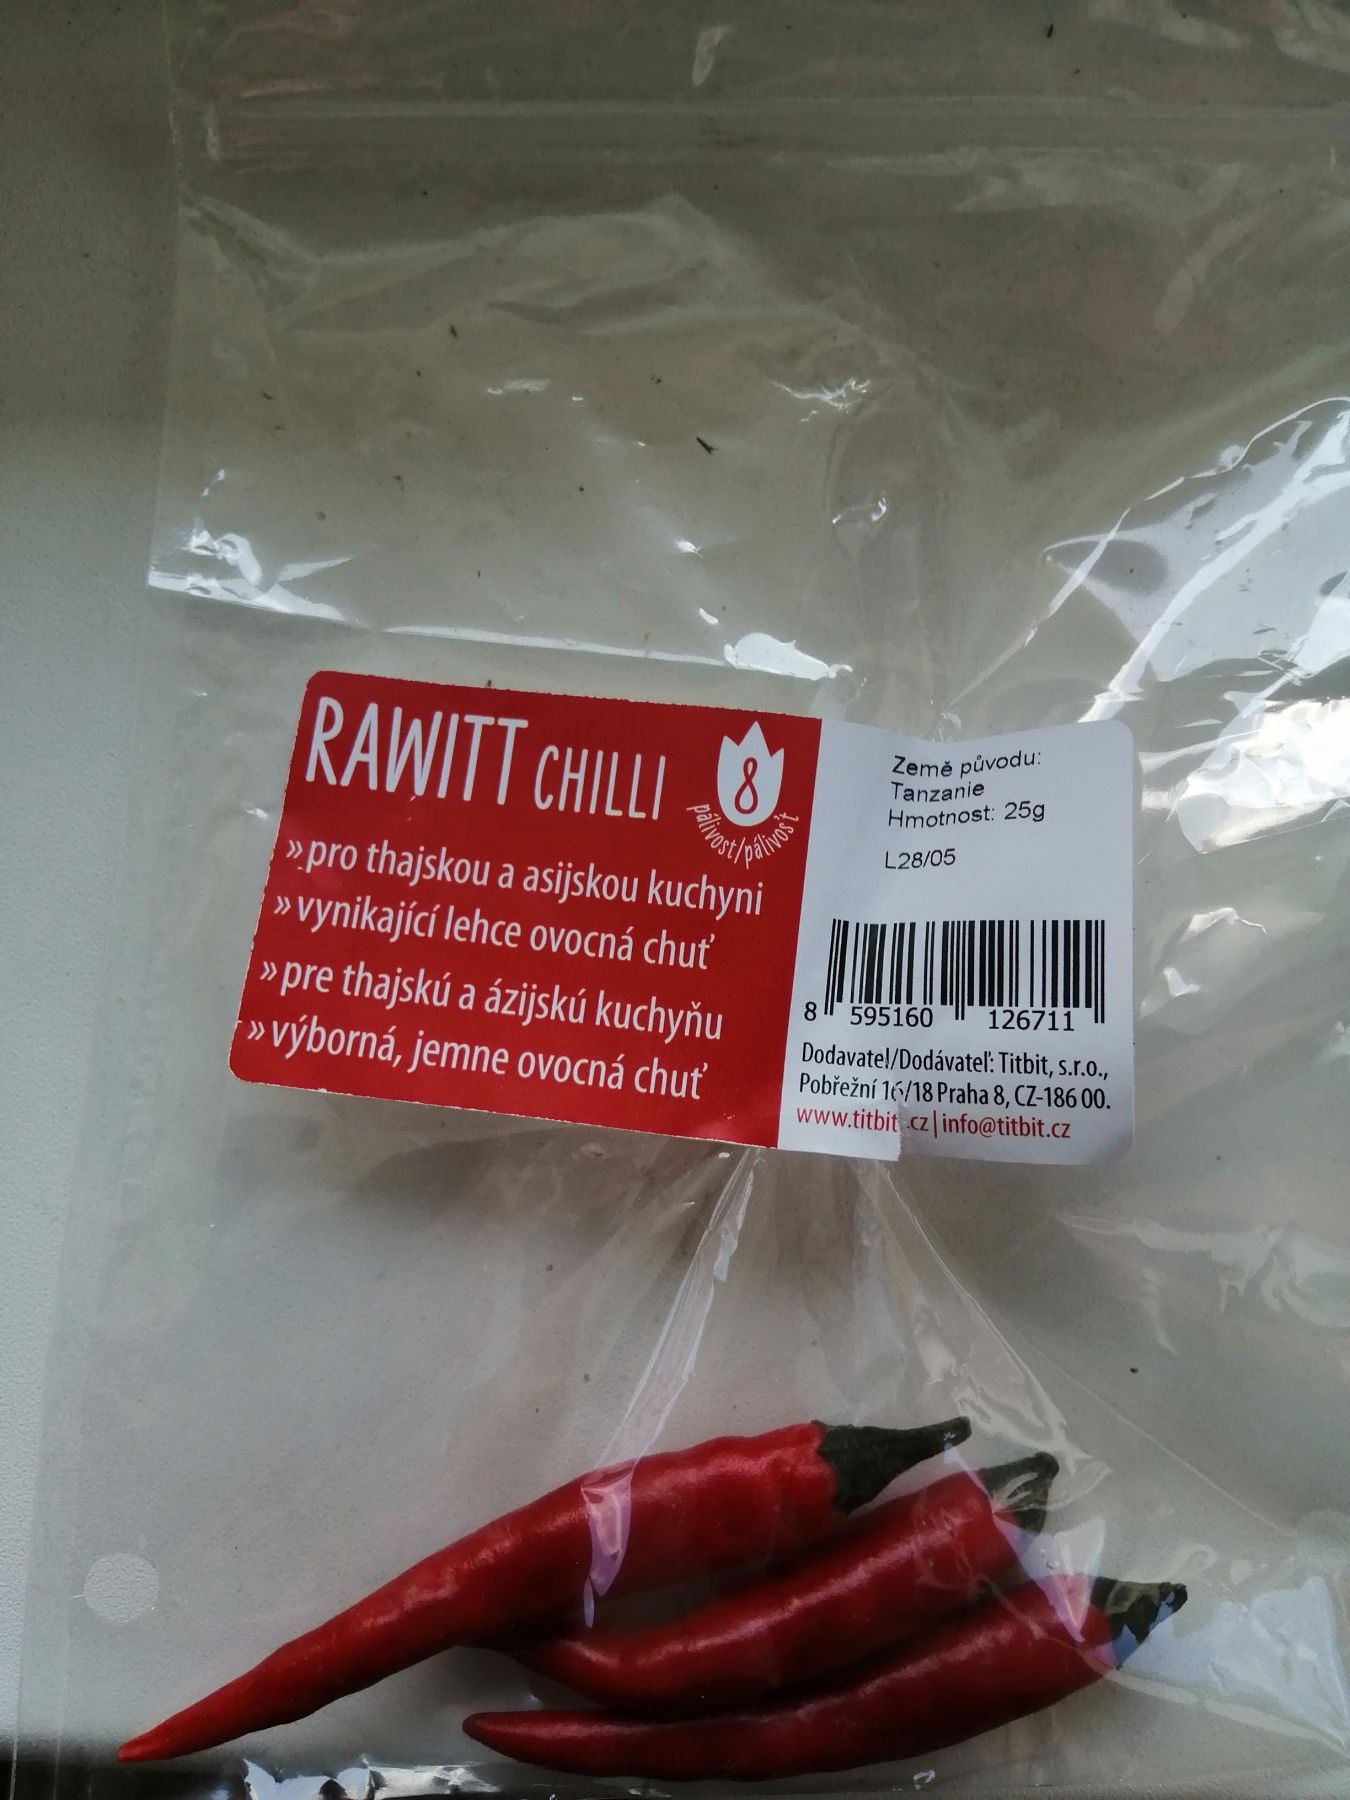 RAWITT CHILLI
8
pálivost/pálivosť
»pro thajskou a asijskou kuchyni
»vynikající lehce ovocná chuť
»pre thajskú a ázijskú kuchyňu
»výborná, jemne ovocná chuť
Země původu:
Tanzanie
Hmotnost: 25g
L28/05
8 595160 126711
Dodavatel/Dodávateľ: Titbit, s.r.o.,
Pobřežní 16/18 Praha 8, CZ-186 00.
www.titbit.cz|info@titbit.cz